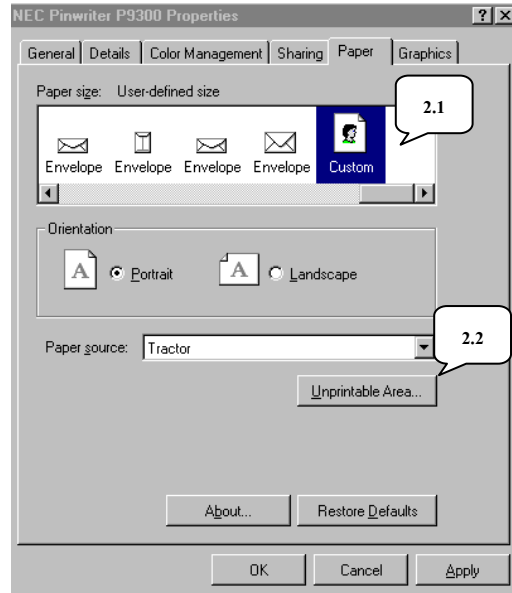 NEC Pinwriter P9300 Properties
General Details Color Management Sharing Paper Graphics
Paper size: User-defined size
2.1
Envelope Envelope Envelope Envelope Custom
Orientation
A Portrait A Landscape
2.2
Paper source: Tractor
Unprintable Area...
About... Restore Defaults
OK Cancel Apply